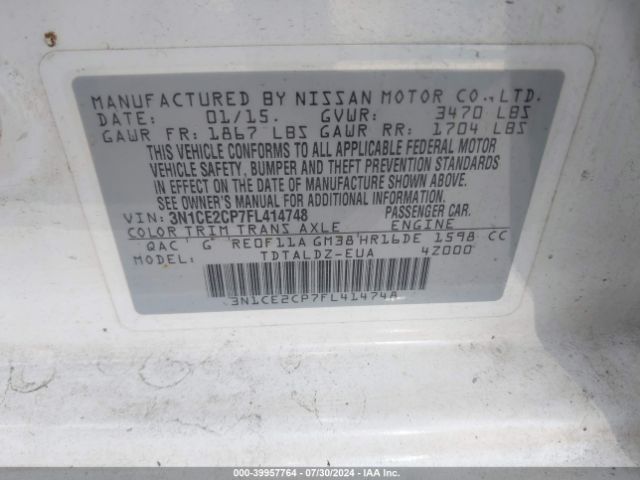 MANUFACTURED BY NISSAN MOTOR CO., LTD.
DATE: 01/15. GVWR: 3470 LBS
GAWR FR: 1867 LBS GAWR RR: 1704 LBS
THIS VEHICLE CONFORMS TO ALL APPLICABLE FEDERAL MOTOR
VEHICLE SAFETY, BUMPER AND THEFT PREVENTION STANDARDS
IN EFFECT ON THE DATE OF MANUFACTURE SHOWN ABOVE.
SEE OWNER'S MANUAL FOR ADDITIONAL INFORMATION.
VIN: 3N1CE2CP7FL414748 PASSENGER CAR.
COLOR TRIM TRANS AXLE ENGINE
QAC G RE0F11A GM38 HR16DE 1598 CC
MODEL: TDTALDZ-EUA 4Z000
3N1CE2CP7FL414748
000-39957764 / 07/30/2024 - IAA Inc.